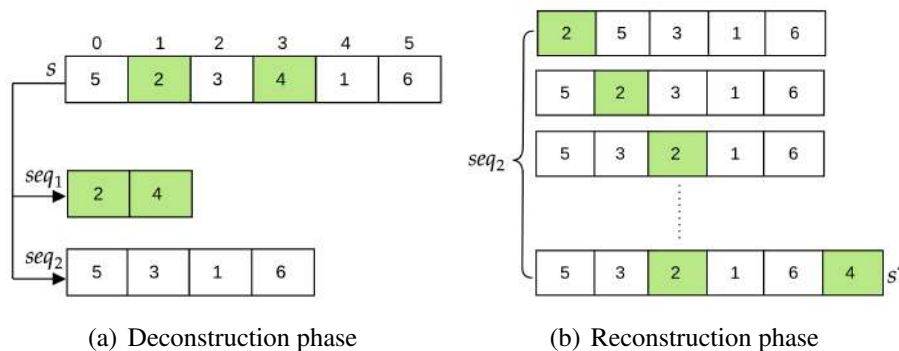 0 1 2 3 4 5
s 5 2 3 4 1 6
seq1 2 4
seq2 5 3 1 6
(a) Deconstruction phase
2 5 3 1 6
5 2 3 1 6
seq2
5 3 2 1 6
5 3 2 1 6 4 s'
(b) Reconstruction phase